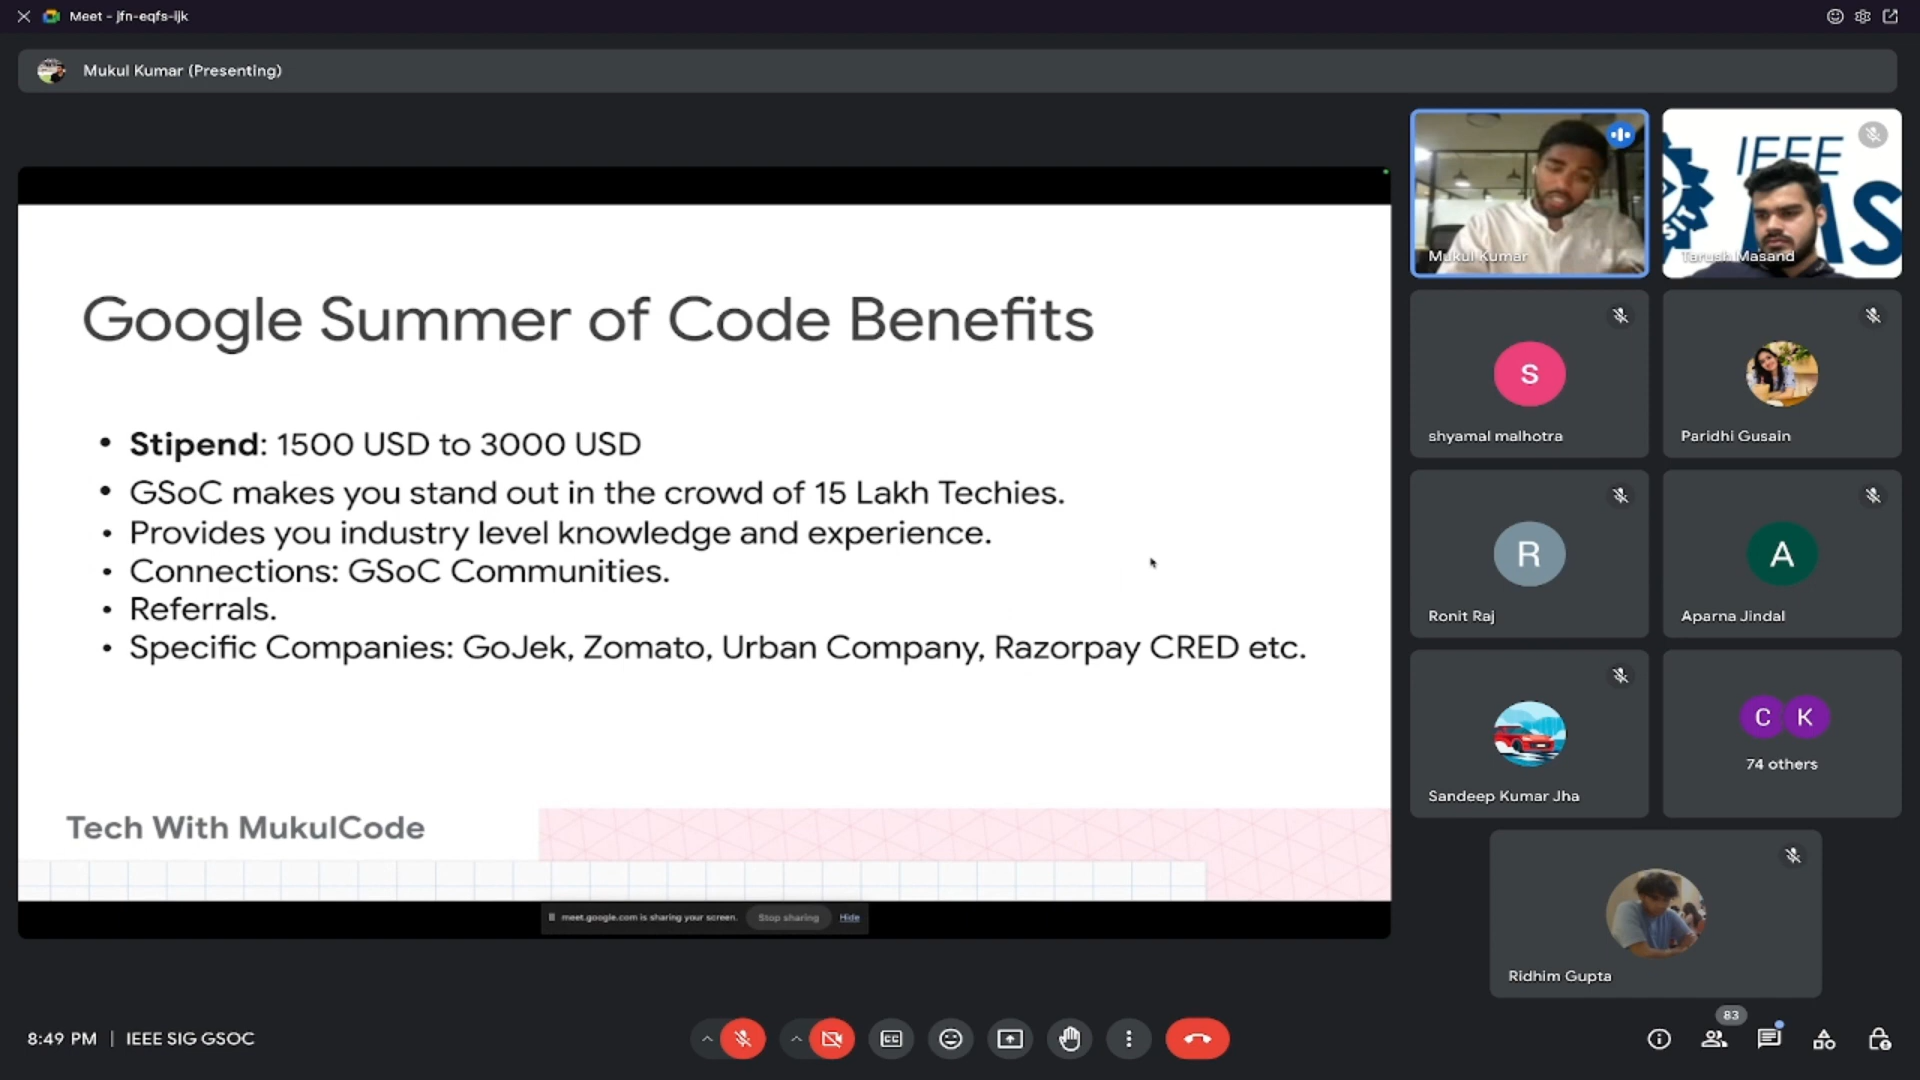 Meet - jfn-eqfs-ijk
Mukul Kumar (Presenting)
Google Summer of Code Benefits
• Stipend: 1500 USD to 3000 USD
• GSoC makes you stand out in the crowd of 15 Lakh Techies.
• Provides you industry level knowledge and experience.
• Connections: GSoC Communities.
• Referrals.
• Specific Companies: GoJek, Zomato, Urban Company, Razorpay CRED etc.
Tech With MukulCode
meet.google.com is sharing your screen. Stop sharing Hide
Mukul Kumar
IEEE
Tarush Masand
S
shyamal malhotra
Paridhi Gusain
R
Ronit Raj
A
Aparna Jindal
Sandeep Kumar Jha
C K
74 others
Ridhim Gupta
8:49 PM | IEEE SIG GSOC
CC
83